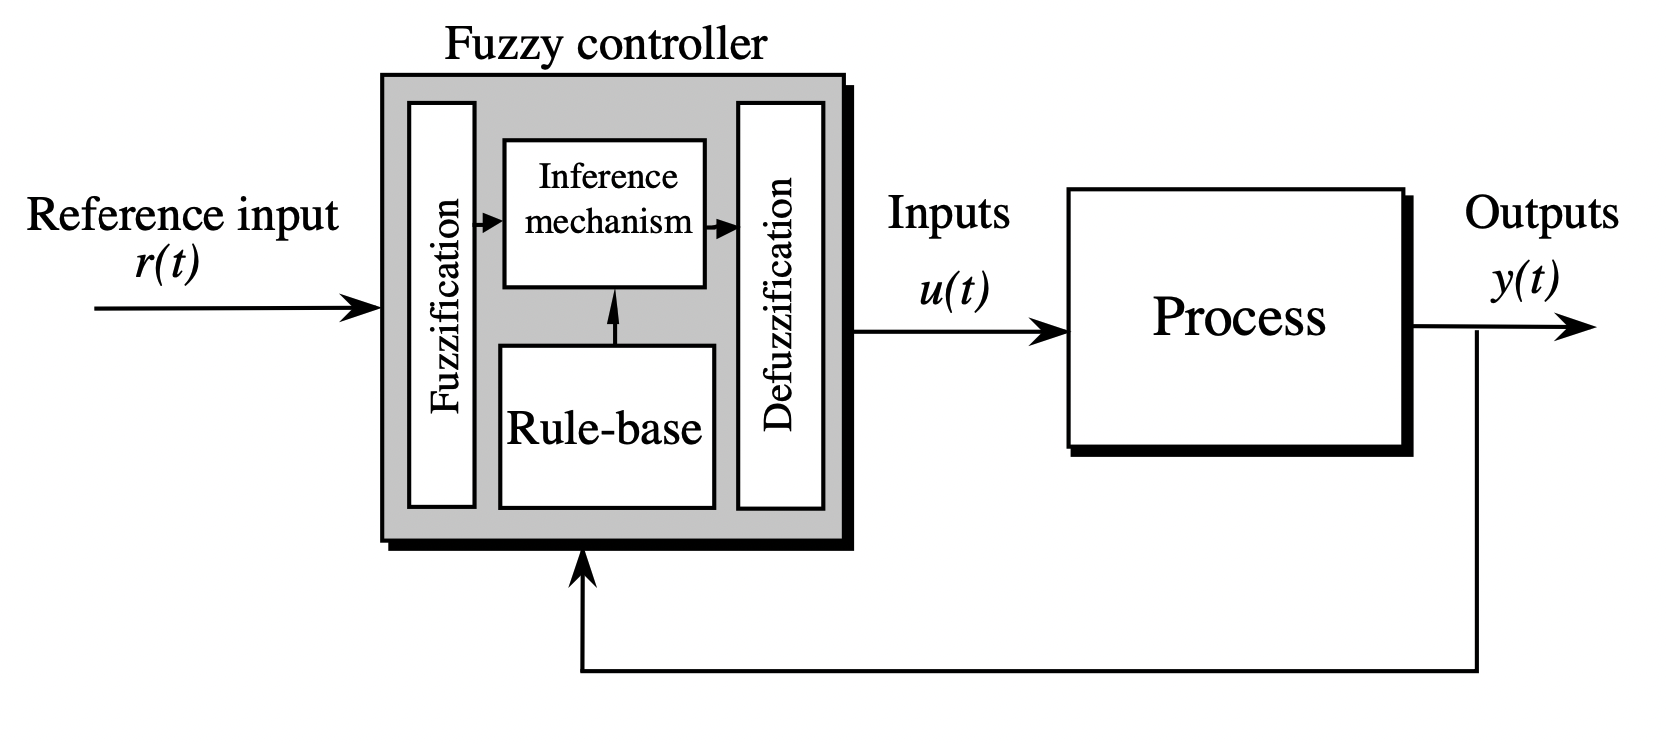 Fuzzy controller
Reference input
r(t)
Fuzzification
Inference
mechanism
Rule-base
Defuzzification
Inputs
u(t)
Process
Outputs
y(t)